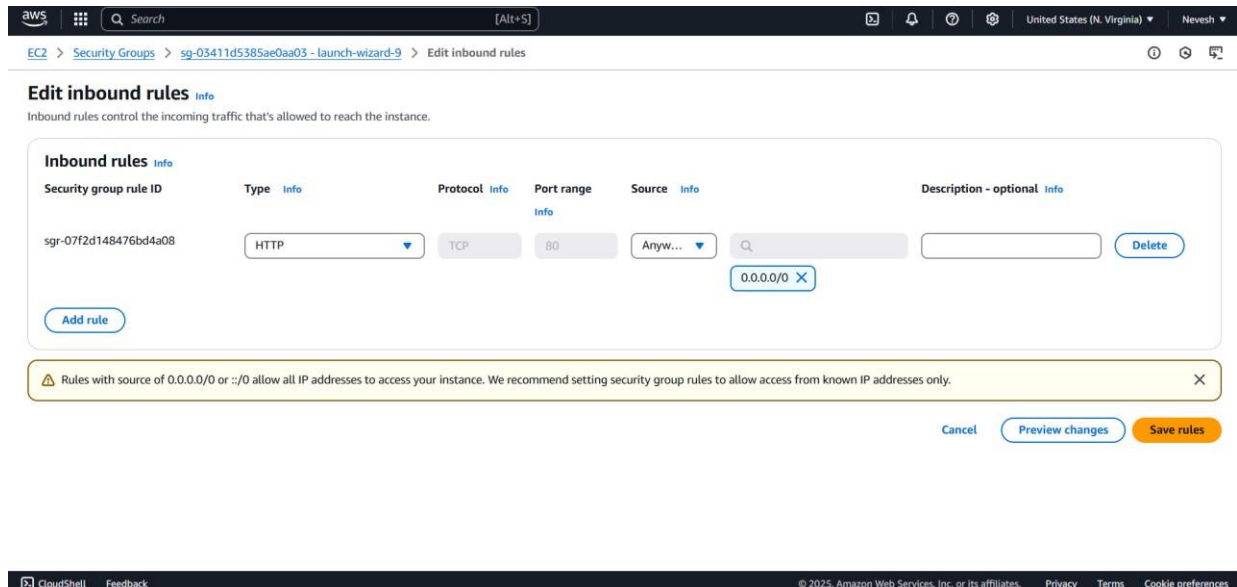 aws Search [Alt+S] United States (N. Virginia) Nevesh
EC2 > Security Groups > sg-03411d5385ae0aa03 - launch-wizard-9 > Edit inbound rules
Edit inbound rules Info
Inbound rules control the incoming traffic that's allowed to reach the instance.
Inbound rules Info
Security group rule ID Type Info Protocol Info Port range Source Info Description - optional Info
Info
sgr-07f2d148476bd4a08 HTTP TCP 80 Anyw... Delete
0.0.0.0/0
Add rule
Rules with source of 0.0.0.0/0 or ::/0 allow all IP addresses to access your instance. We recommend setting security group rules to allow access from known IP addresses only.
Cancel Preview changes Save rules
CloudShell Feedback © 2025, Amazon Web Services, Inc. or its affiliates. Privacy Terms Cookie preferences